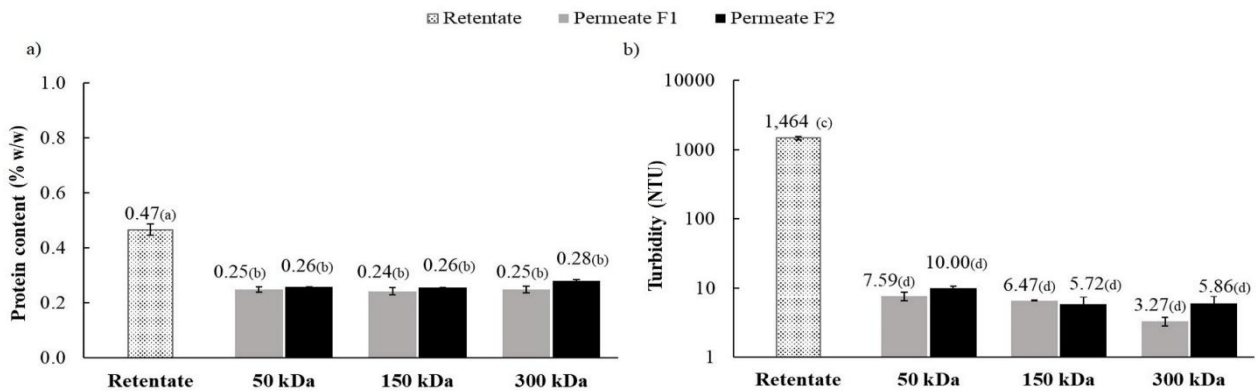 Retentate Permeate F1 Permeate F2
a)
Protein content (% w/w)
1.0
0.8
0.6
0.4
0.2
0.0
0.47(a)
0.25(b) 0.26(b) 0.24(b) 0.26(b) 0.25(b) 0.28(b)
Retentate 50 kDa 150 kDa 300 kDa
b)
Turbidity (NTU)
10000
1000
100
10
1
1,464 (c)
7.59(d) 10.00(d) 6.47(d) 5.72(d) 3.27(d) 5.86(d)
Retentate 50 kDa 150 kDa 300 kDa